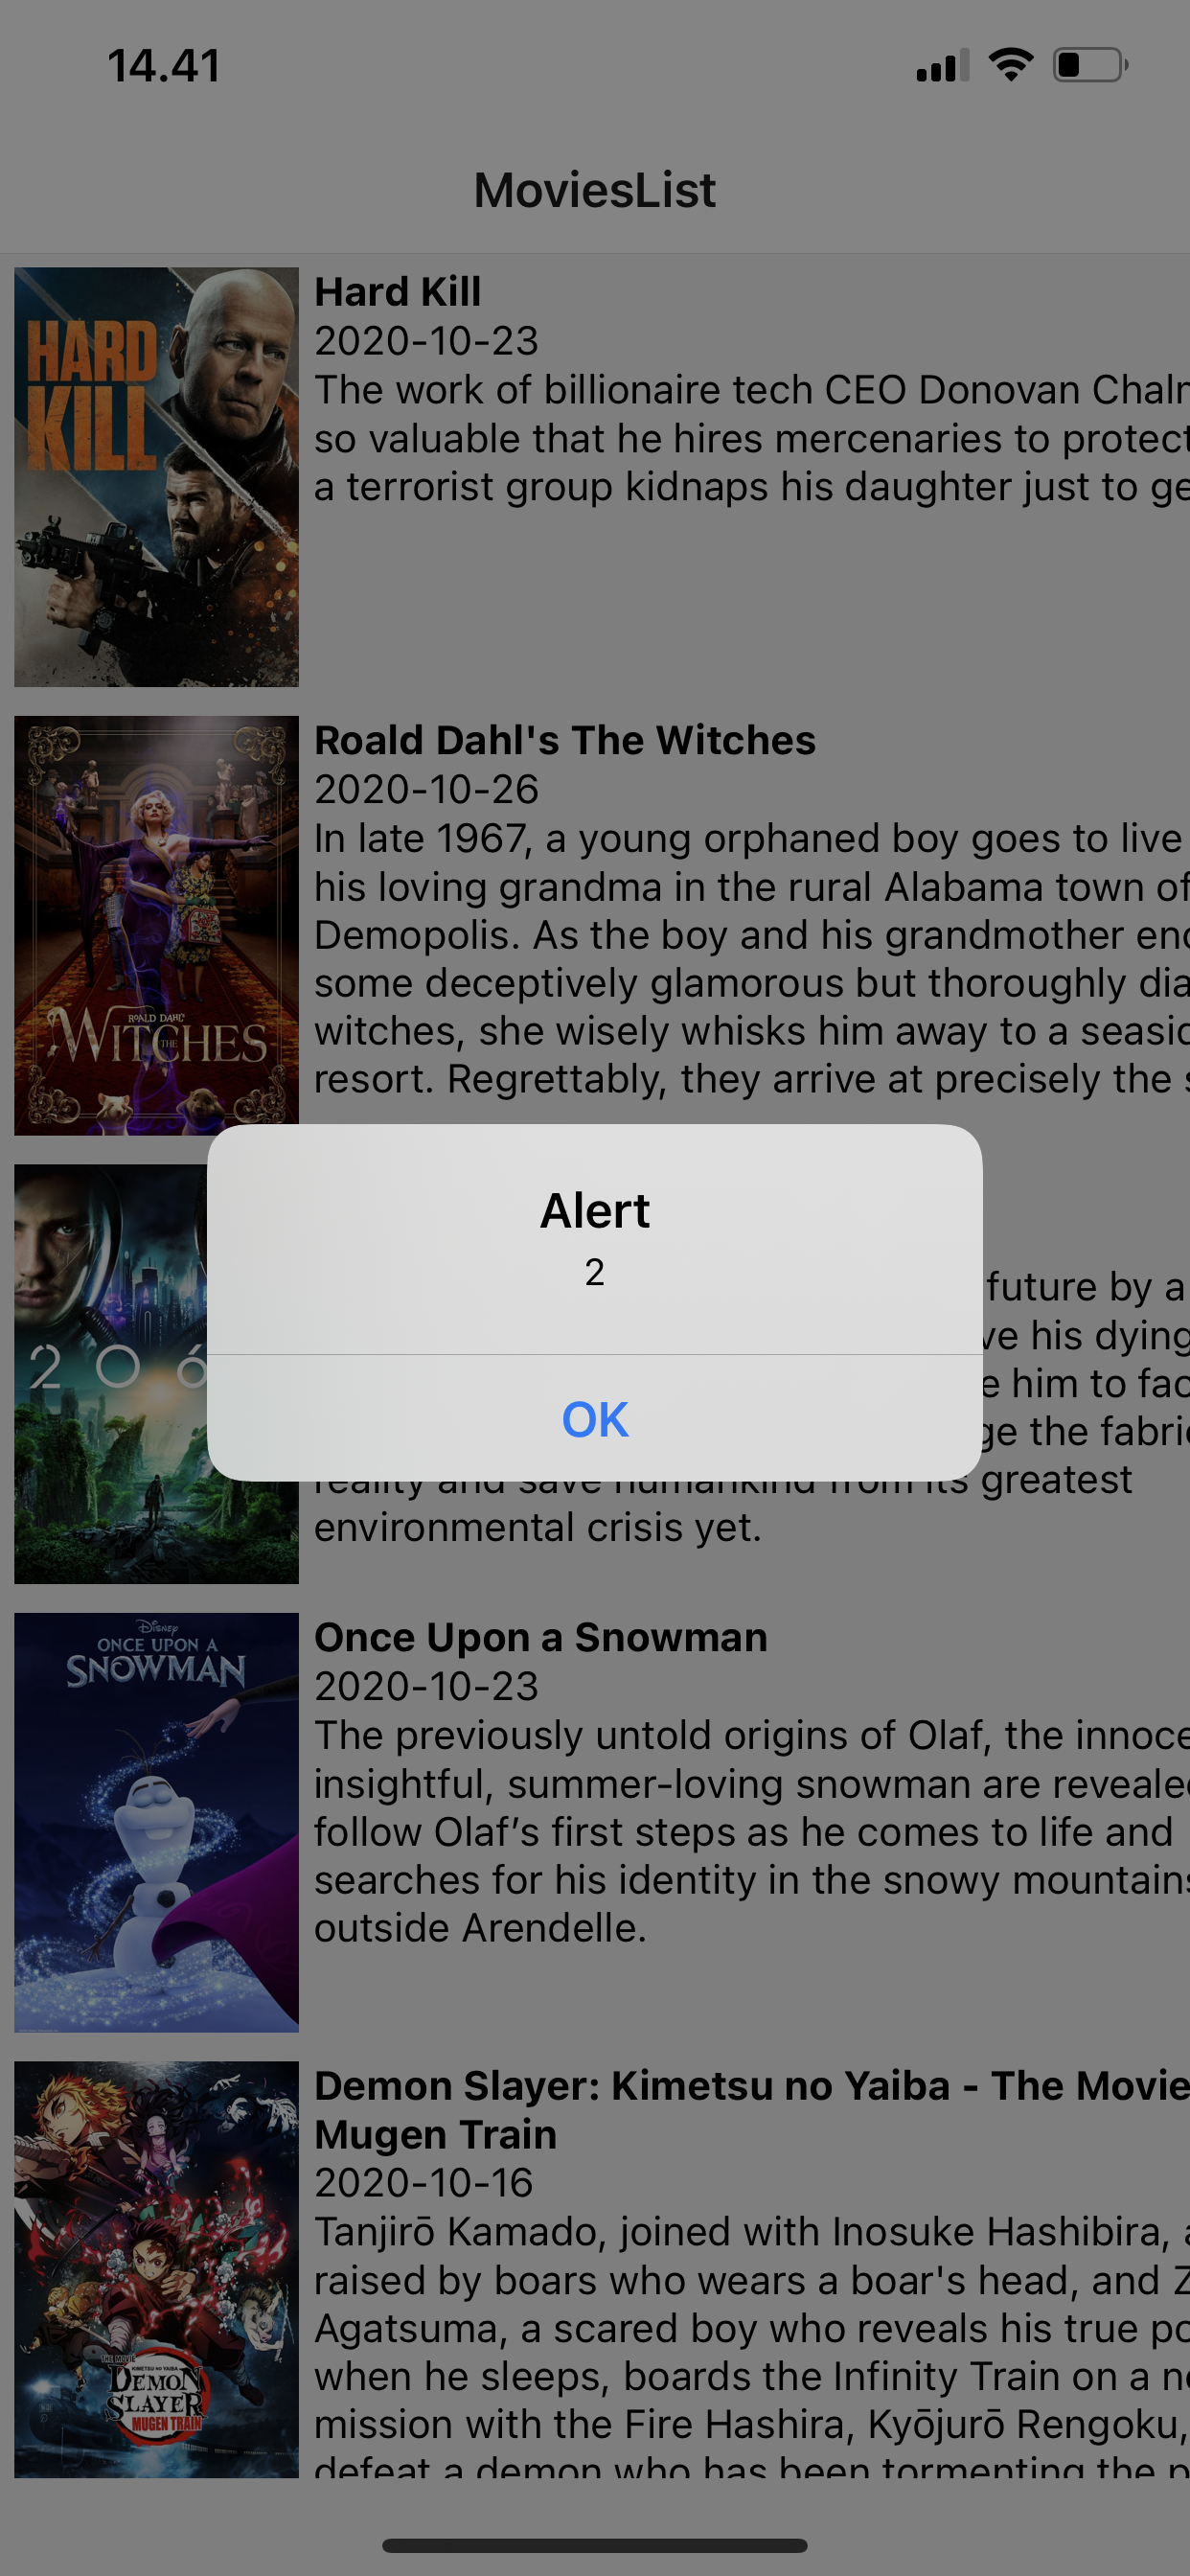 14.41
MoviesList
HARD
KILL
Hard Kill
2020-10-23
The work of billionaire tech CEO Donovan Chalm
so valuable that he hires mercenaries to protect
a terrorist group kidnaps his daughter just to ge
ROALD DAHL'S
THE
WITCHES
Roald Dahl's The Witches
2020-10-26
In late 1967, a young orphaned boy goes to live
his loving grandma in the rural Alabama town of
Demopolis. As the boy and his grandmother enc
some deceptively glamorous but thoroughly dia
witches, she wisely whisks him away to a seasid
resort. Regrettably, they arrive at precisely the s
Alert
2
OK
206
future by a
ve his dying
e him to fac
ge the fabri
reality and save humankind from its greatest
environmental crisis yet.
Disney
ONCE UPON A
SNOWMAN
Once Upon a Snowman
2020-10-23
The previously untold origins of Olaf, the innoce
insightful, summer-loving snowman are reveale
follow Olaf’s first steps as he comes to life and
searches for his identity in the snowy mountains
outside Arendelle.
THE MOVIE
KIMETSU NO YAIBA
DEMON
SLAYER
MUGEN TRAIN
Demon Slayer: Kimetsu no Yaiba - The Movie
Mugen Train
2020-10-16
Tanjirō Kamado, joined with Inosuke Hashibira, a
raised by boars who wears a boar's head, and Z
Agatsuma, a scared boy who reveals his true po
when he sleeps, boards the Infinity Train on a n
mission with the Fire Hashira, Kyōjurō Rengoku,
defeat a demon who has been tormenting the p